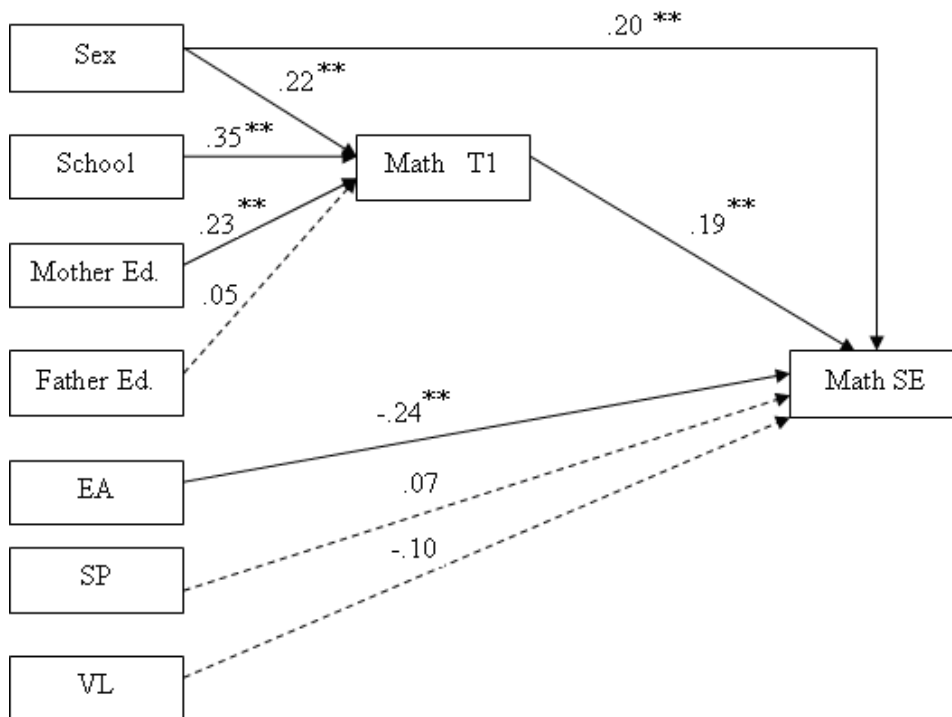 .20 **
Sex
.22**
.35**
School
Math T1
.23**
.19**
Mother Ed.
.05
Father Ed.
Math SE
-.24**
EA
.07
SP
-.10
VL